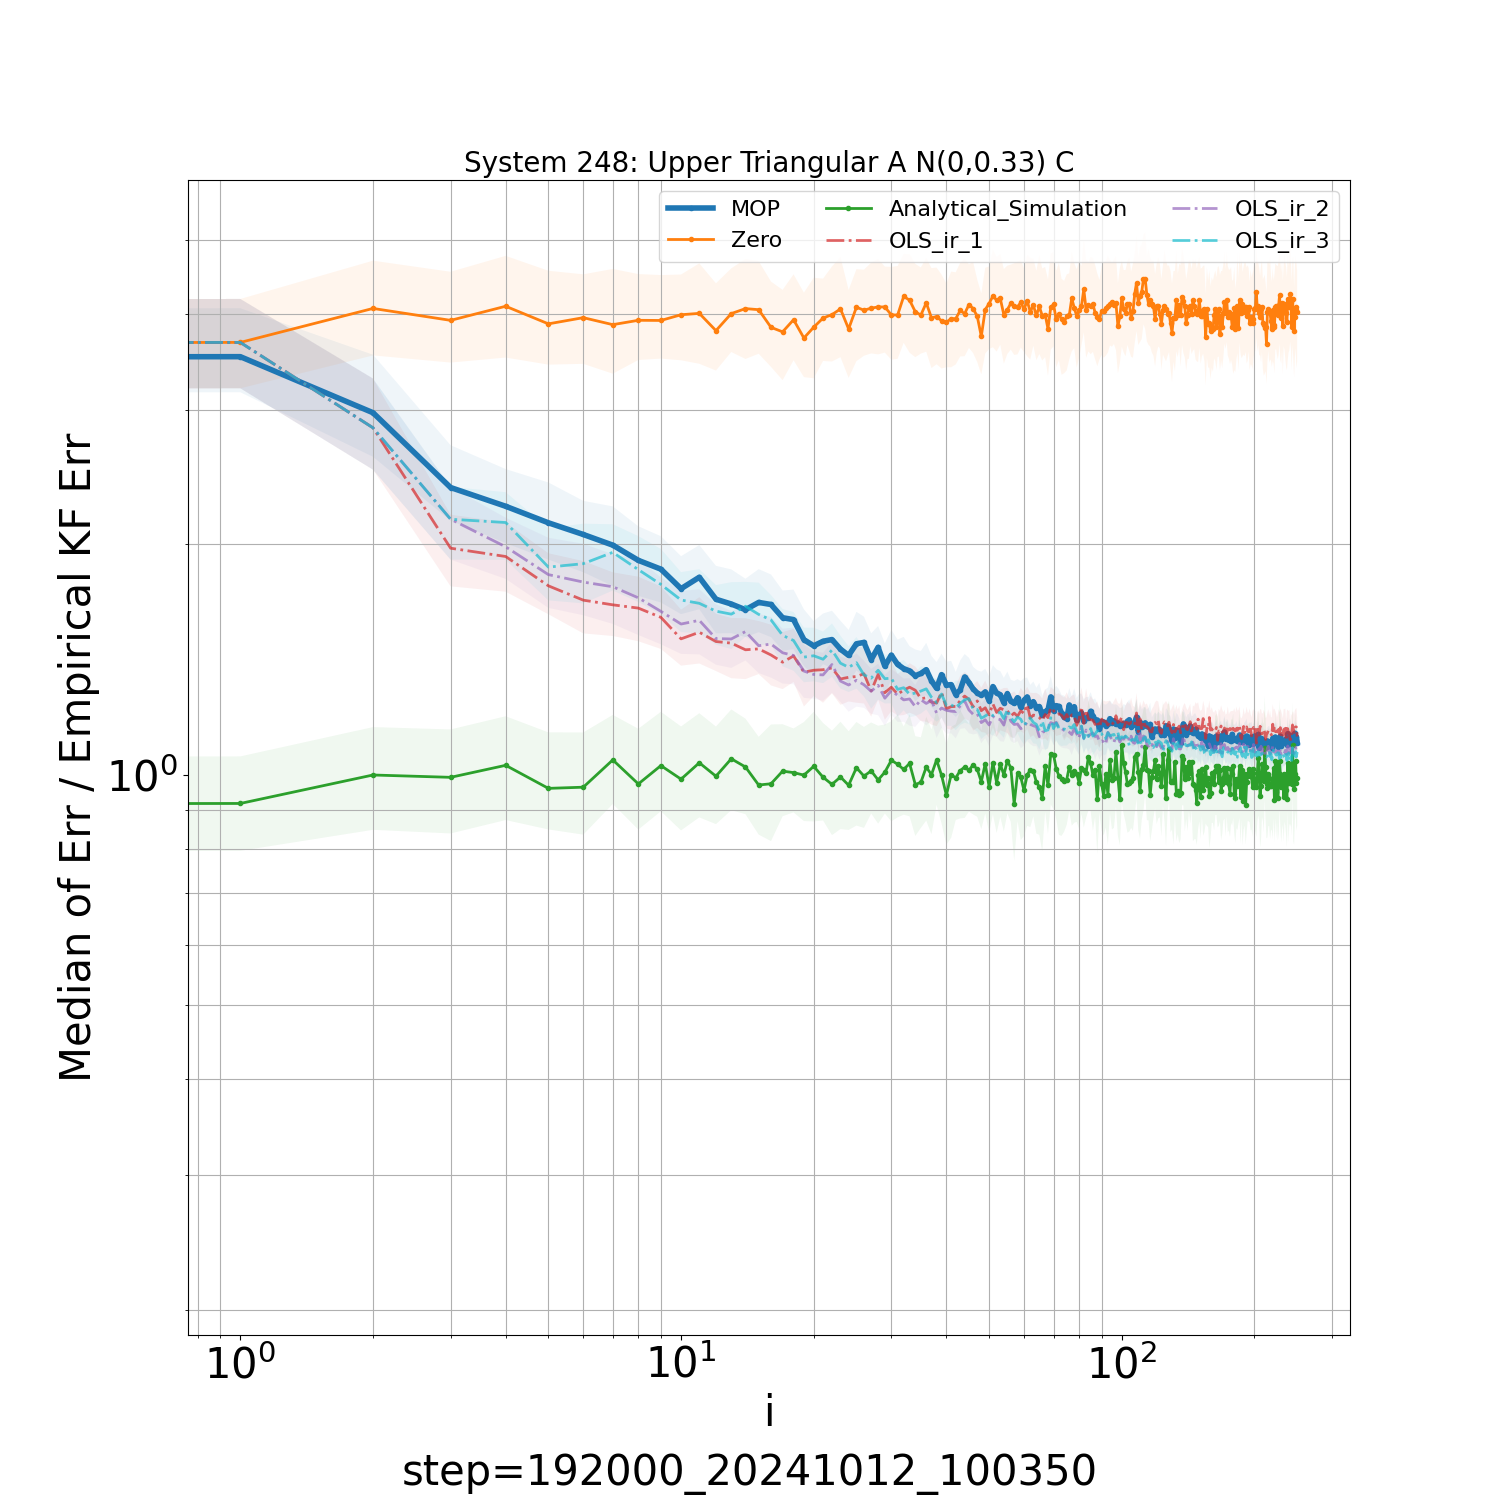 System 248: Upper Triangular A N(0,0.33) C
MOP
Zero
Analytical_Simulation
OLS_ir_1
OLS_ir_2
OLS_ir_3
Median of Err / Empirical KF Err
10⁰
10⁰ 10¹ 10²
i
step=192000_20241012_100350